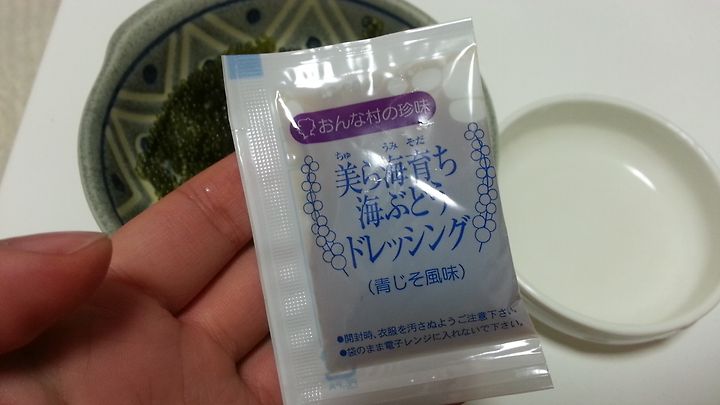 おんな村の珍味
ちゅ うみ そだ
美ら海育ち
海ぶどう
ドレッシング
（青じそ風味）
●開封時、衣服を汚さぬようご注意下さい。
●袋のまま電子レンジに入れないで下さい。